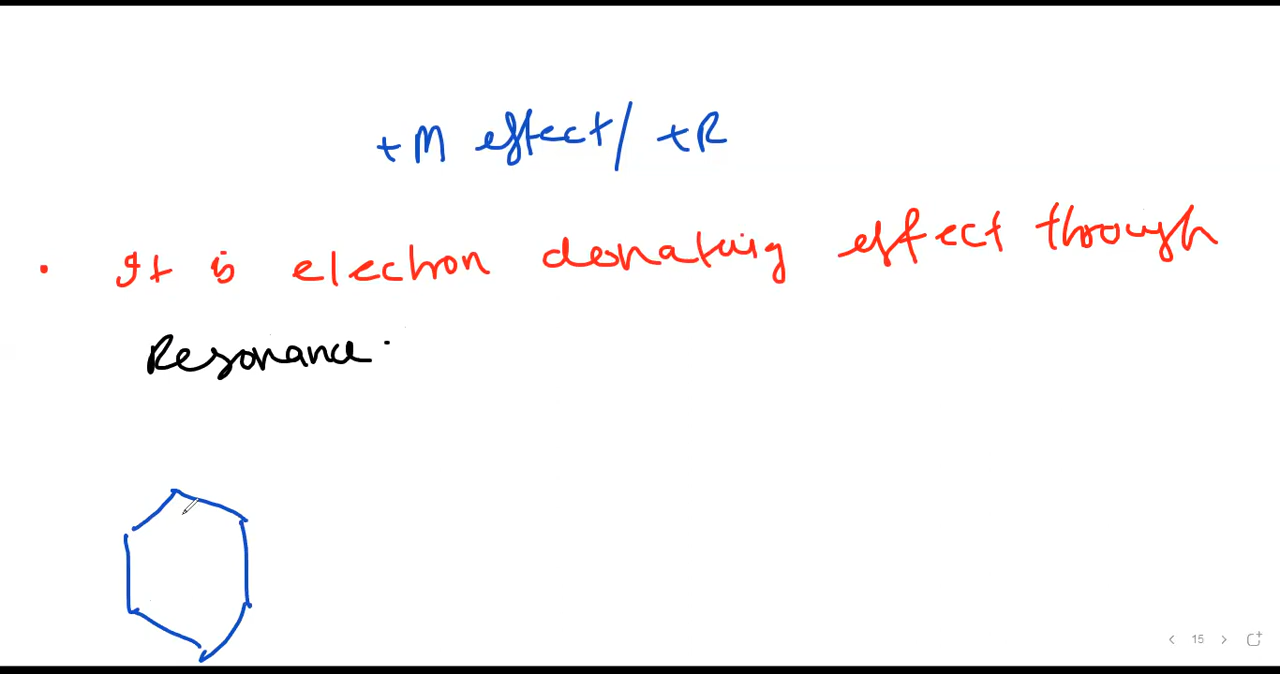 +M effect/ +R
• It is electron donating effect through
Resonance.
< 15 >